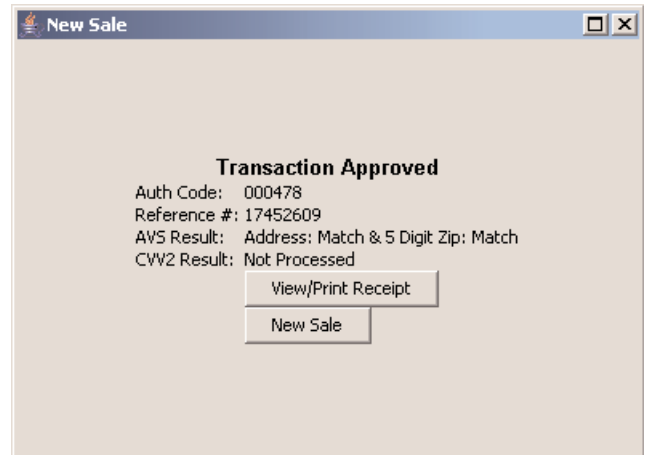 New Sale
Transaction Approved
Auth Code: 000478
Reference #: 17452609
AVS Result: Address: Match & 5 Digit Zip: Match
CVV2 Result: Not Processed
View/Print Receipt
New Sale